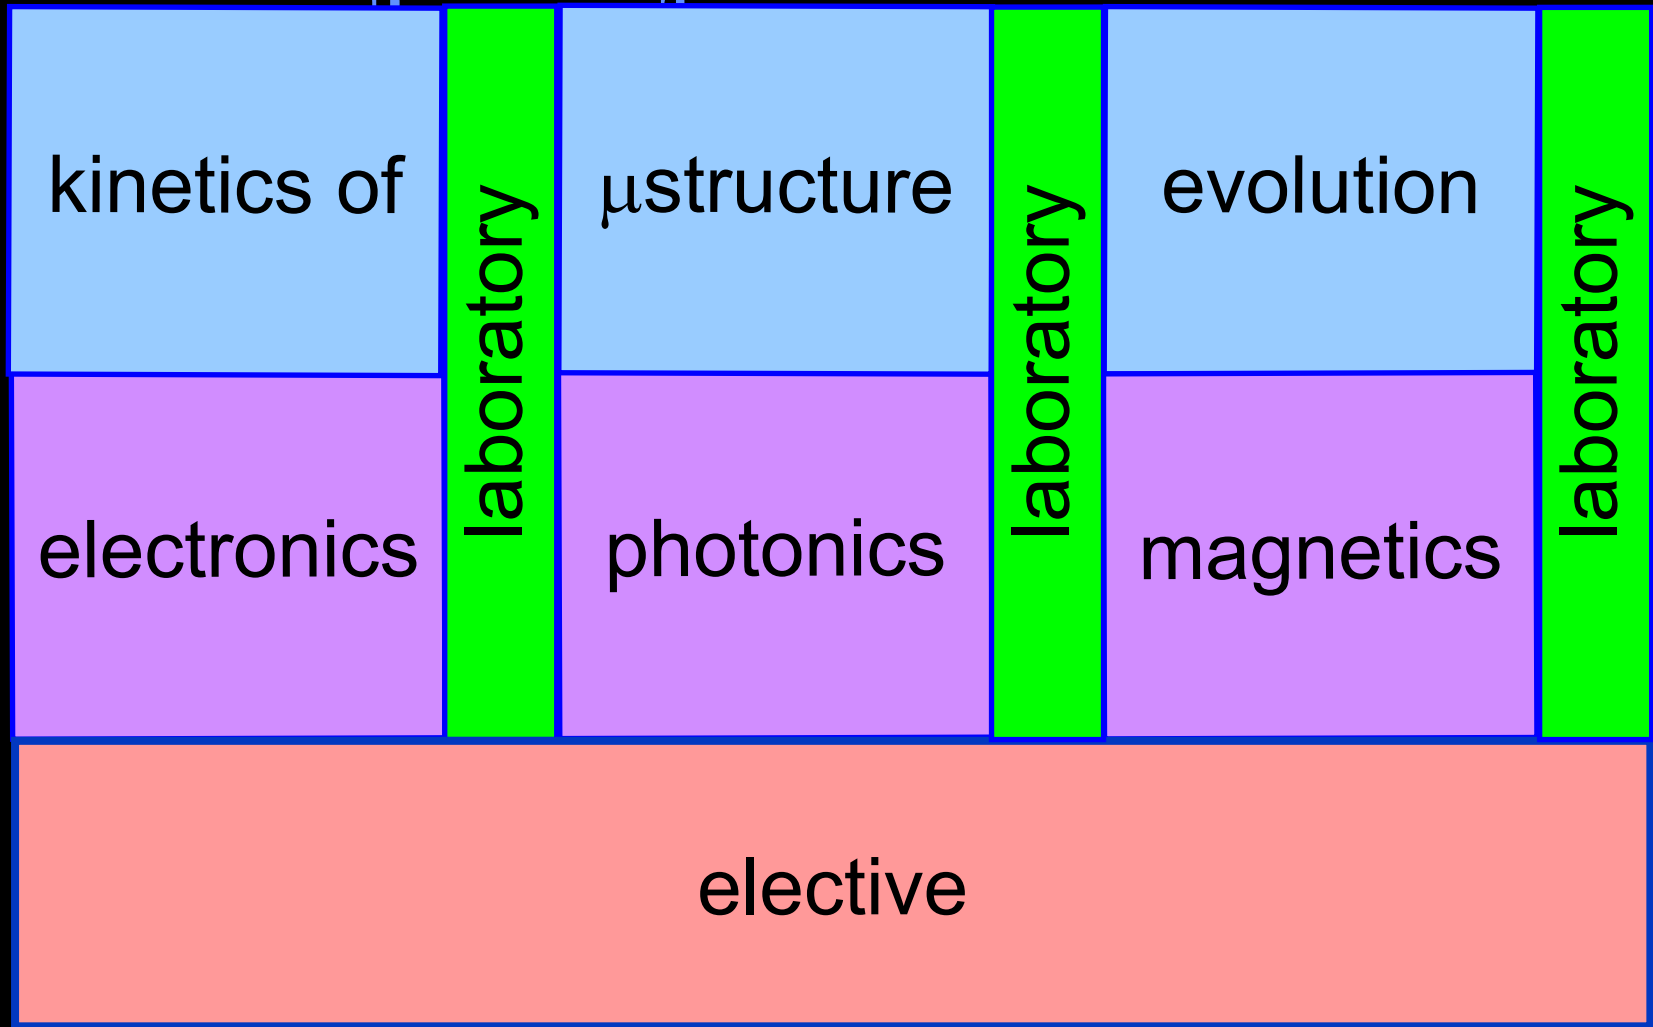 kinetics of
laboratory
μstructure
laboratory
evolution
laboratory
electronics
photonics
magnetics
elective